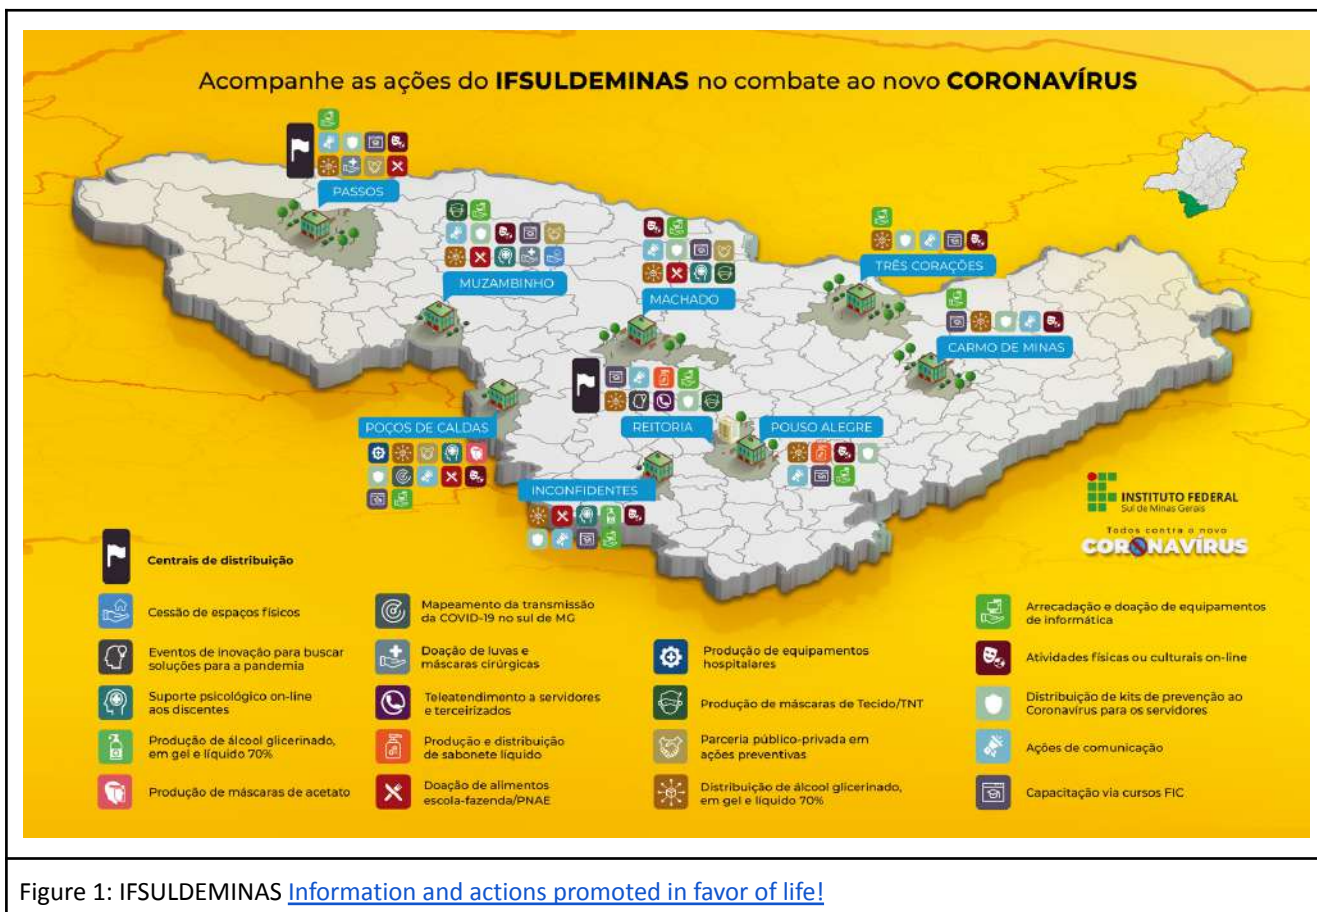 Acompanhe as ações do IFSULDEMINAS no combate ao novo CORONAVÍRUS
PASSOS
MUZAMBINHO
MACHADO
TRÊS CORAÇÕES
CARMO DE MINAS
POÇOS DE CALDAS
REITORIA
POUSO ALEGRE
INCONFIDENTES
INSTITUTO FEDERAL
Sul de Minas Gerais
Todos contra o novo
CORONAVÍRUS
Centrais de distribuição
Cessão de espaços físicos
Eventos de inovação para buscar
soluções para a pandemia
Suporte psicológico on-line
aos discentes
Produção de álcool glicerinado,
em gel e líquido 70%
Produção de máscaras de acetato
Mapeamento da transmissão
da COVID-19 no sul de MG
Doação de luvas e
máscaras cirúrgicas
Teleatendimento a servidores
e terceirizados
Produção e distribuição
de sabonete líquido
Doação de alimentos
escola-fazenda/PNAE
Produção de equipamentos
hospitalares
Produção de máscaras de Tecido/TNT
Parceria público-privada em
ações preventivas
Distribuição de álcool glicerinado,
em gel e líquido 70%
Arrecadação e doação de equipamentos
de informática
Atividades físicas ou culturais on-line
Distribuição de kits de prevenção ao
Coronavírus para os servidores
Ações de comunicação
Capacitação via cursos FIC
Figure 1: IFSULDEMINAS Information and actions promoted in favor of life!